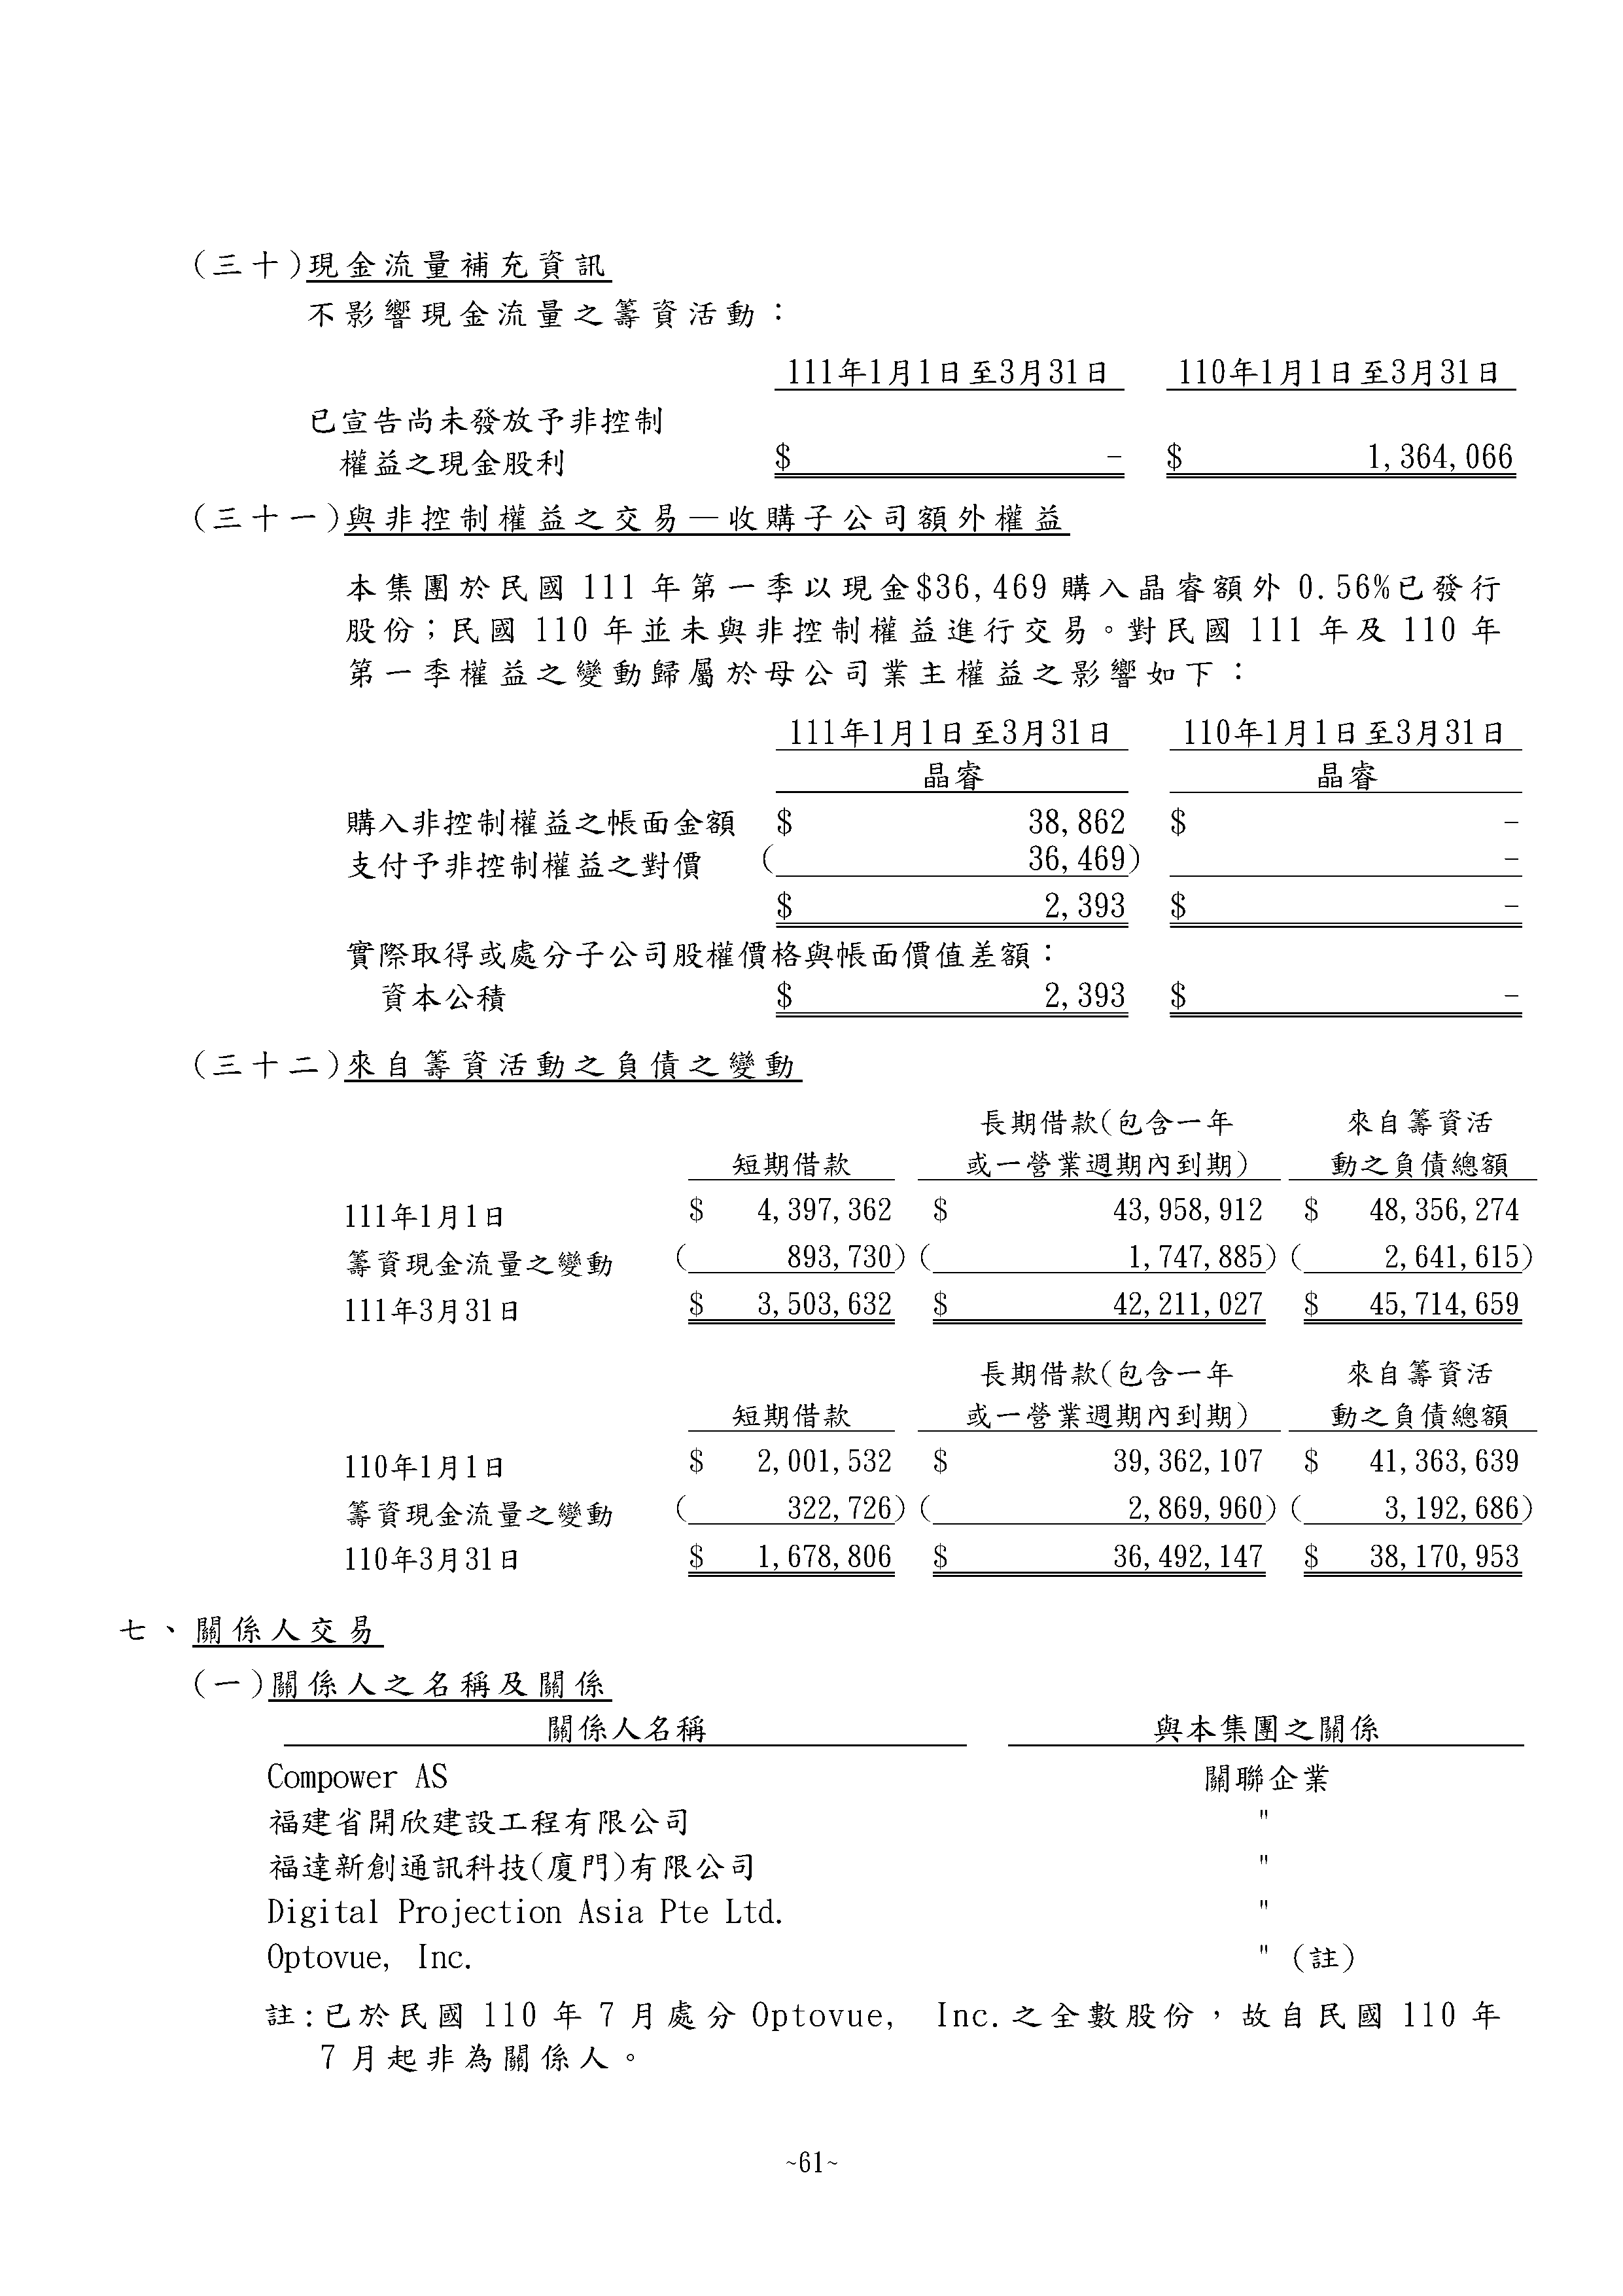 (三十)現金流量補充資訊
不影響現金流量之籌資活動：
111年1月1日至3月31日 110年1月1日至3月31日
已宣告尚未發放予非控制
權益之現金股利 $ - $ 1,364,066
(三十一)與非控制權益之交易—收購子公司額外權益
本集團於民國 111 年第一季以現金$36,469 購入晶睿額外 0.56%已發行
股份；民國 110 年並未與非控制權益進行交易。對民國 111 年及 110 年
第一季權益之變動歸屬於母公司業主權益之影響如下：
111年1月1日至3月31日 110年1月1日至3月31日
晶睿 晶睿
購入非控制權益之帳面金額 $ 38,862 $ -
支付予非控制權益之對價 ( 36,469) -
$ 2,393 $ -
實際取得或處分子公司股權價格與帳面價值差額：
資本公積 $ 2,393 $ -
(三十二)來自籌資活動之負債之變動
長期借款(包含一年 來自籌資活
短期借款 或一營業週期內到期) 動之負債總額
111年1月1日 $ 4,397,362 $ 43,958,912 $ 48,356,274
籌資現金流量之變動 ( 893,730) ( 1,747,885) ( 2,641,615)
111年3月31日 $ 3,503,632 $ 42,211,027 $ 45,714,659
長期借款(包含一年 來自籌資活
短期借款 或一營業週期內到期) 動之負債總額
110年1月1日 $ 2,001,532 $ 39,362,107 $ 41,363,639
籌資現金流量之變動 ( 322,726) ( 2,869,960) ( 3,192,686)
110年3月31日 $ 1,678,806 $ 36,492,147 $ 38,170,953
七、關係人交易
(一)關係人之名稱及關係
關係人名稱 與本集團之關係
Compower AS 關聯企業
福建省開欣建設工程有限公司 "
福達新創通訊科技(廈門)有限公司 "
Digital Projection Asia Pte Ltd. "
Optovue, Inc. " (註)
註:已於民國 110 年 7 月處分 Optovue, Inc.之全數股份，故自民國 110 年
7 月起非為關係人。
~61~